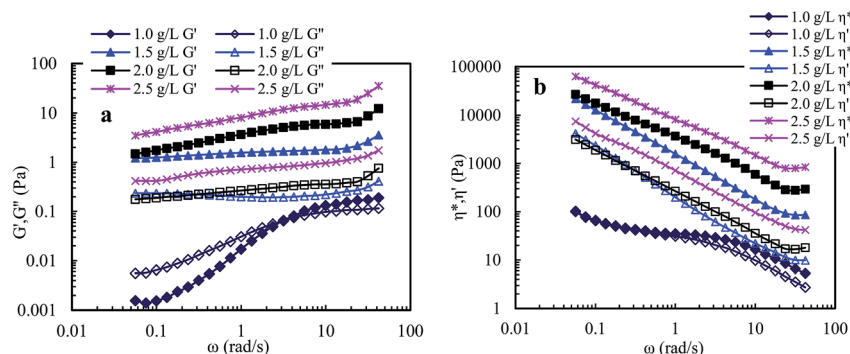 1.0 g/L G' 1.0 g/L G"
1.5 g/L G' 1.5 g/L G"
2.0 g/L G' 2.0 g/L G"
2.5 g/L G' 2.5 g/L G"
100
10
1
0.1
0.01
0.001
G',G" (Pa)
a
0.01 0.1 1 10 100
ω (rad/s)
1.0 g/L η*
1.0 g/L η'
1.5 g/L η*
1.5 g/L η'
2.0 g/L η*
2.0 g/L η'
2.5 g/L η*
2.5 g/L η'
100000
10000
1000
100
10
1
η*,η' (Pa)
b
0.01 0.1 1 10 100
ω (rad/s)